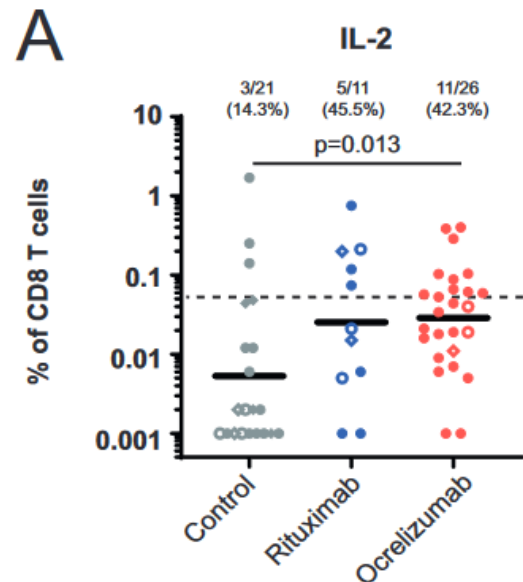 A
IL-2
3/21 5/11 11/26
(14.3%) (45.5%) (42.3%)
p=0.013
10
1
0.1
0.01
0.001
% of CD8 T cells
Control
Rituximab
Ocrelizumab